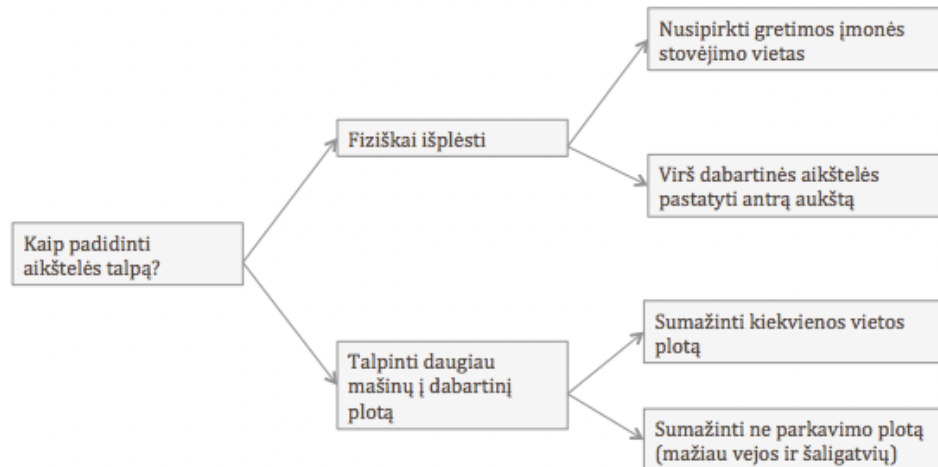 Kaip padidinti
aikštelės talpą?
Fiziškai išplėsti
Nusipirkti gretimos įmonės
stovėjimo vietas
Virš dabartinės aikštelės
pastatyti antrą aukštą
Talpinti daugiau
mašinų į dabartinį
plotą
Sumažinti kiekvienos vietos
plotą
Sumažinti ne parkavimo plotą
(mažiau vejos ir šaligatvių)